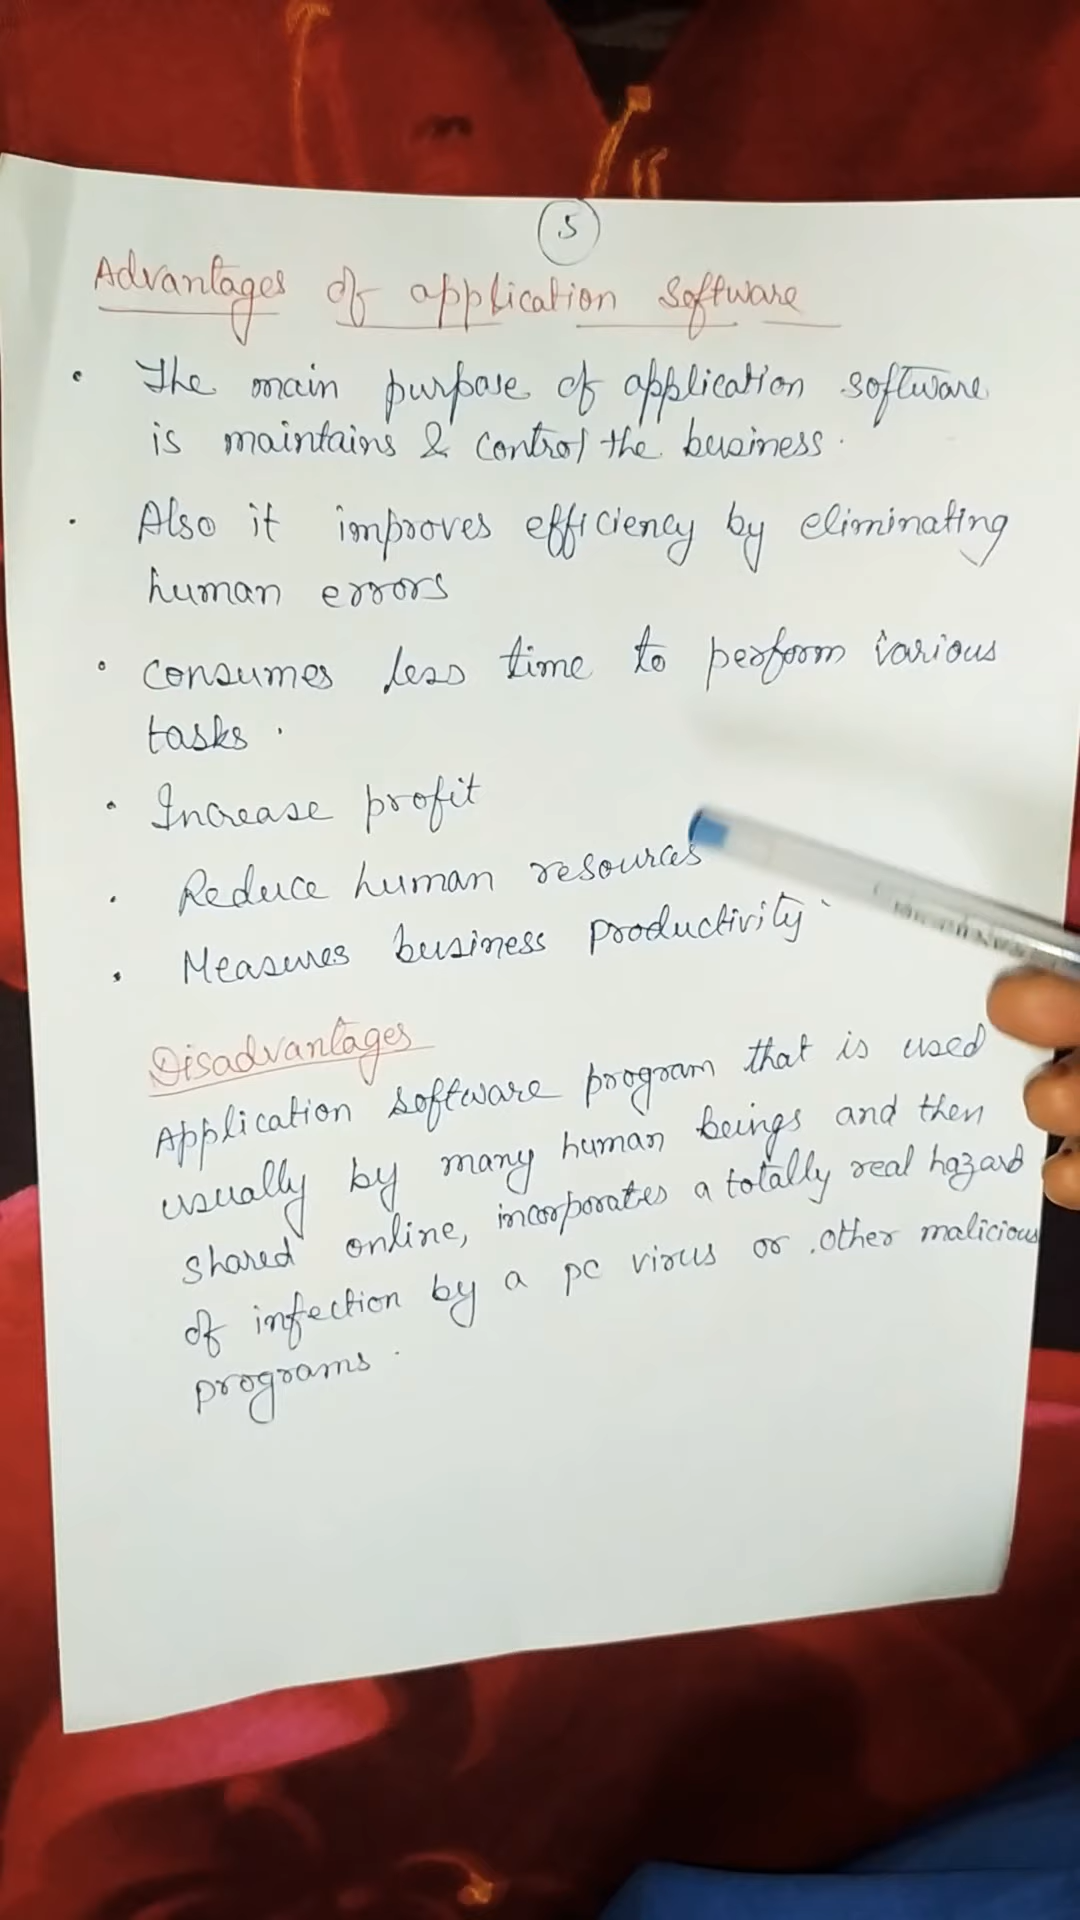 5
Advantages of application software
• The main purpose of application software
is maintains & control the business.
• Also it improves efficiency by eliminating
human errors
• consumes less time to perform various
tasks.
• Increase profit
• Reduce human resources
• Measures business productivity
Disadvantages
Application software program that is used
usually by many human beings and then
shared online, incorporates a totally real hazard
of infection by a pc virus or other malicious
programs.